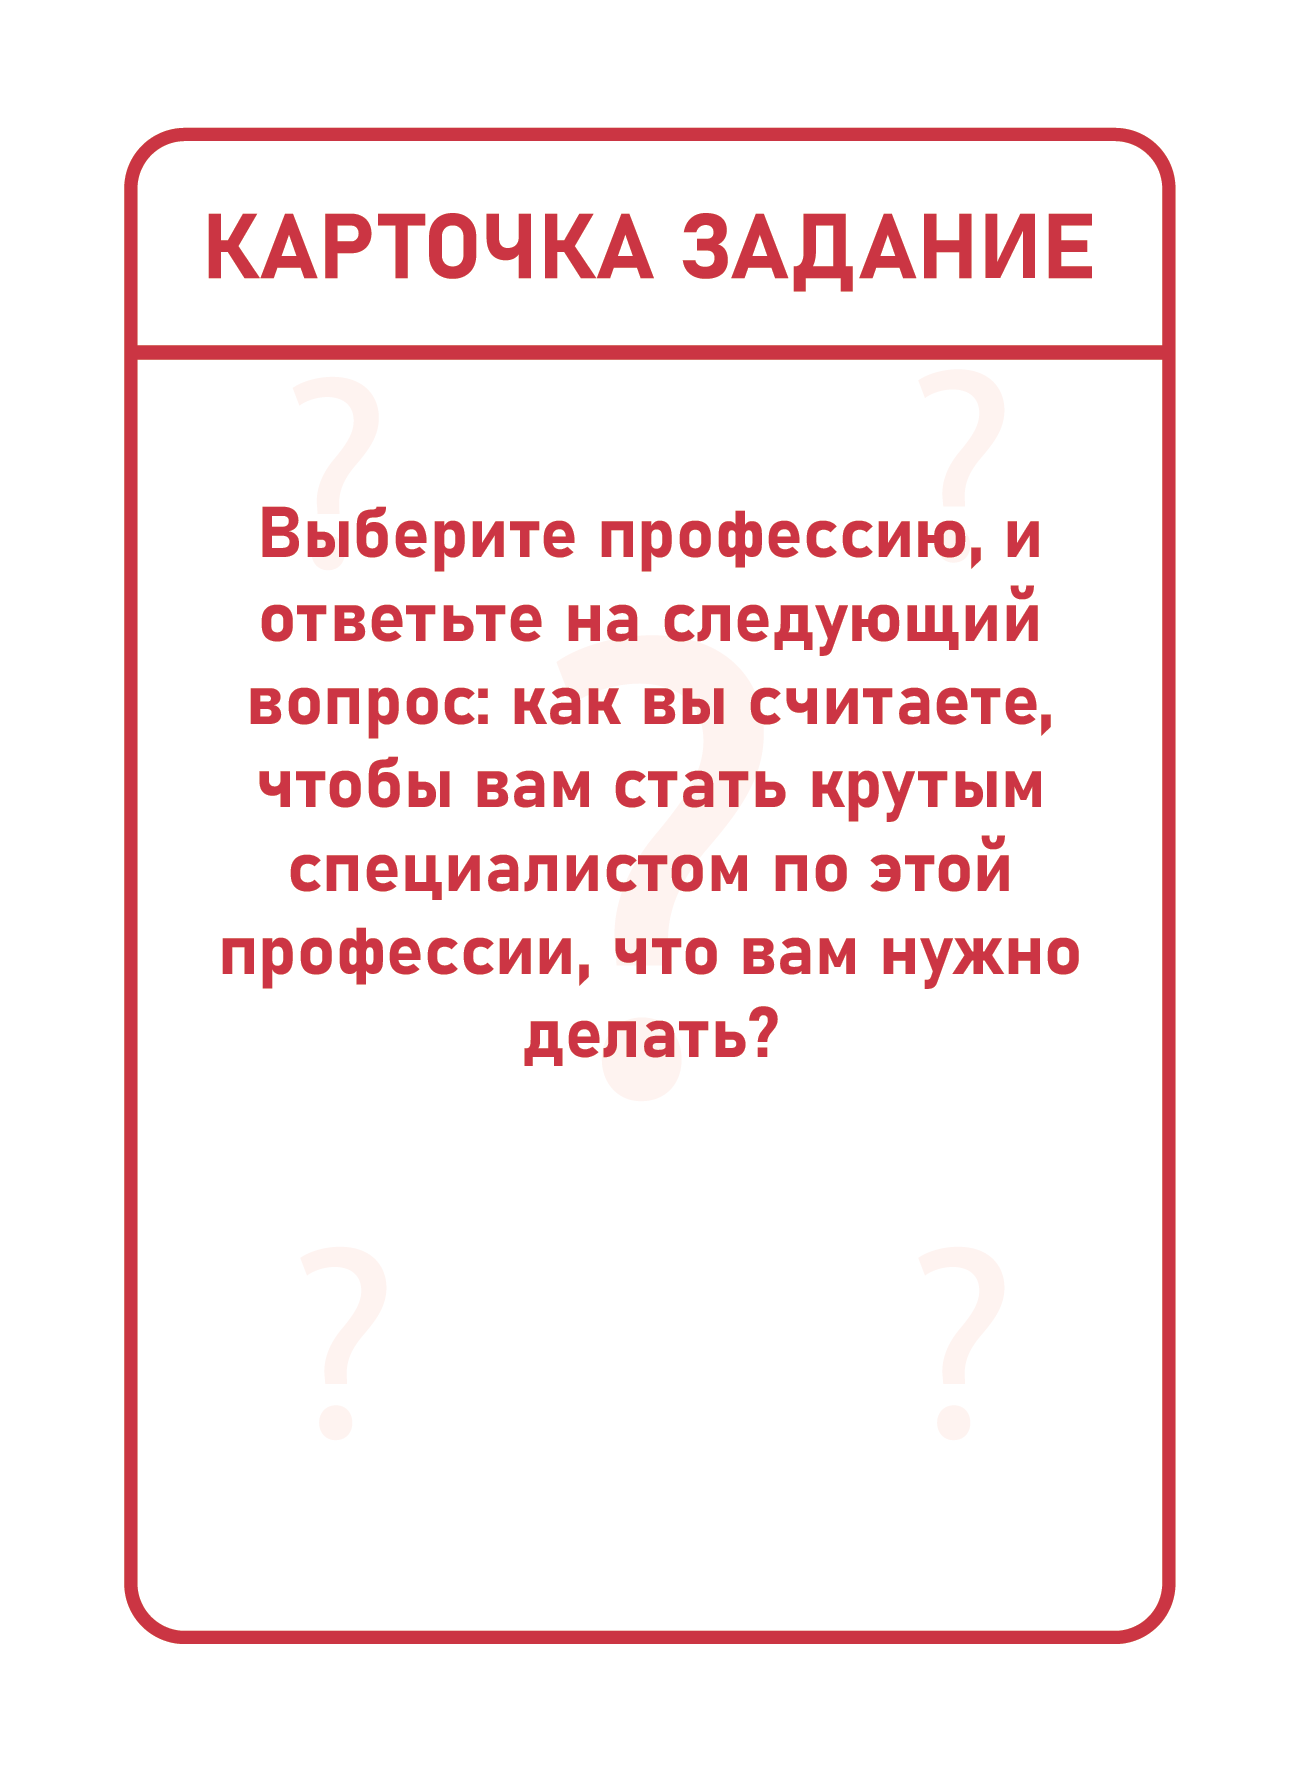 КАРТОЧКА ЗАДАНИЕ
Выберите профессию, и
ответьте на следующий
вопрос: как вы считаете,
чтобы вам стать крутым
специалистом по этой
профессии, что вам нужно
делать?